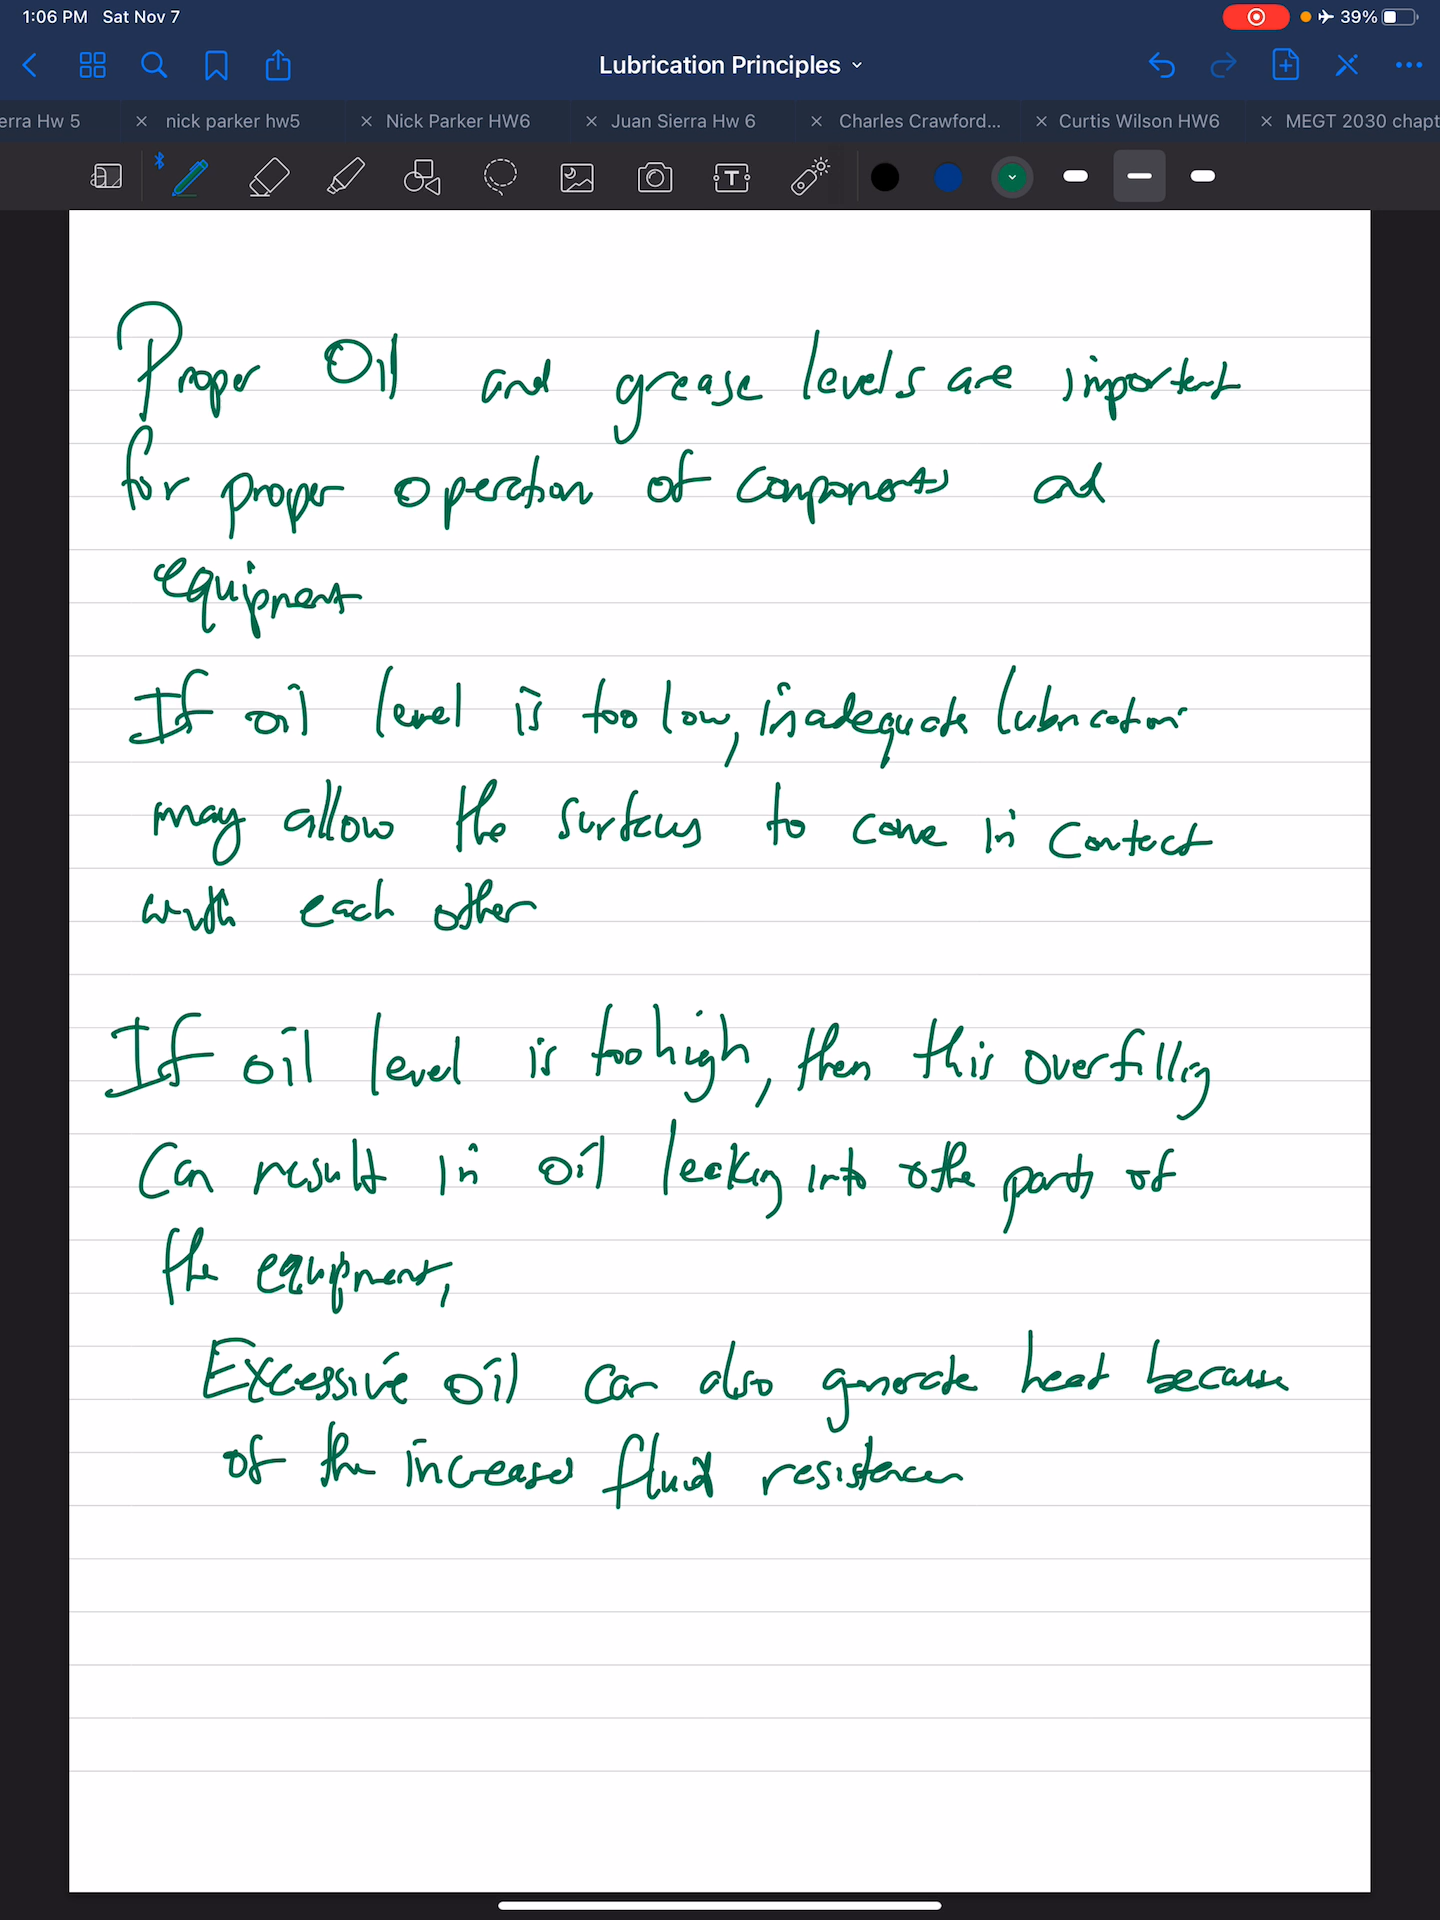 1:06 PM Sat Nov 7 39%
Lubrication Principles
erra Hw 5 × nick parker hw5 × Nick Parker HW6 × Juan Sierra Hw 6 × Charles Crawford... × Curtis Wilson HW6 × MEGT 2030 chapt
Proper Oil and grease levels are important
for proper operation of components and
equipment
If oil level is too low, inadequate lubrication
may allow the surfaces to come in contact
with each other
If oil level is too high, then this overfilling
Can result in oil leaking into other parts of
the equipment,
Excessive oil can also generate heat because
of the increased fluid resistance